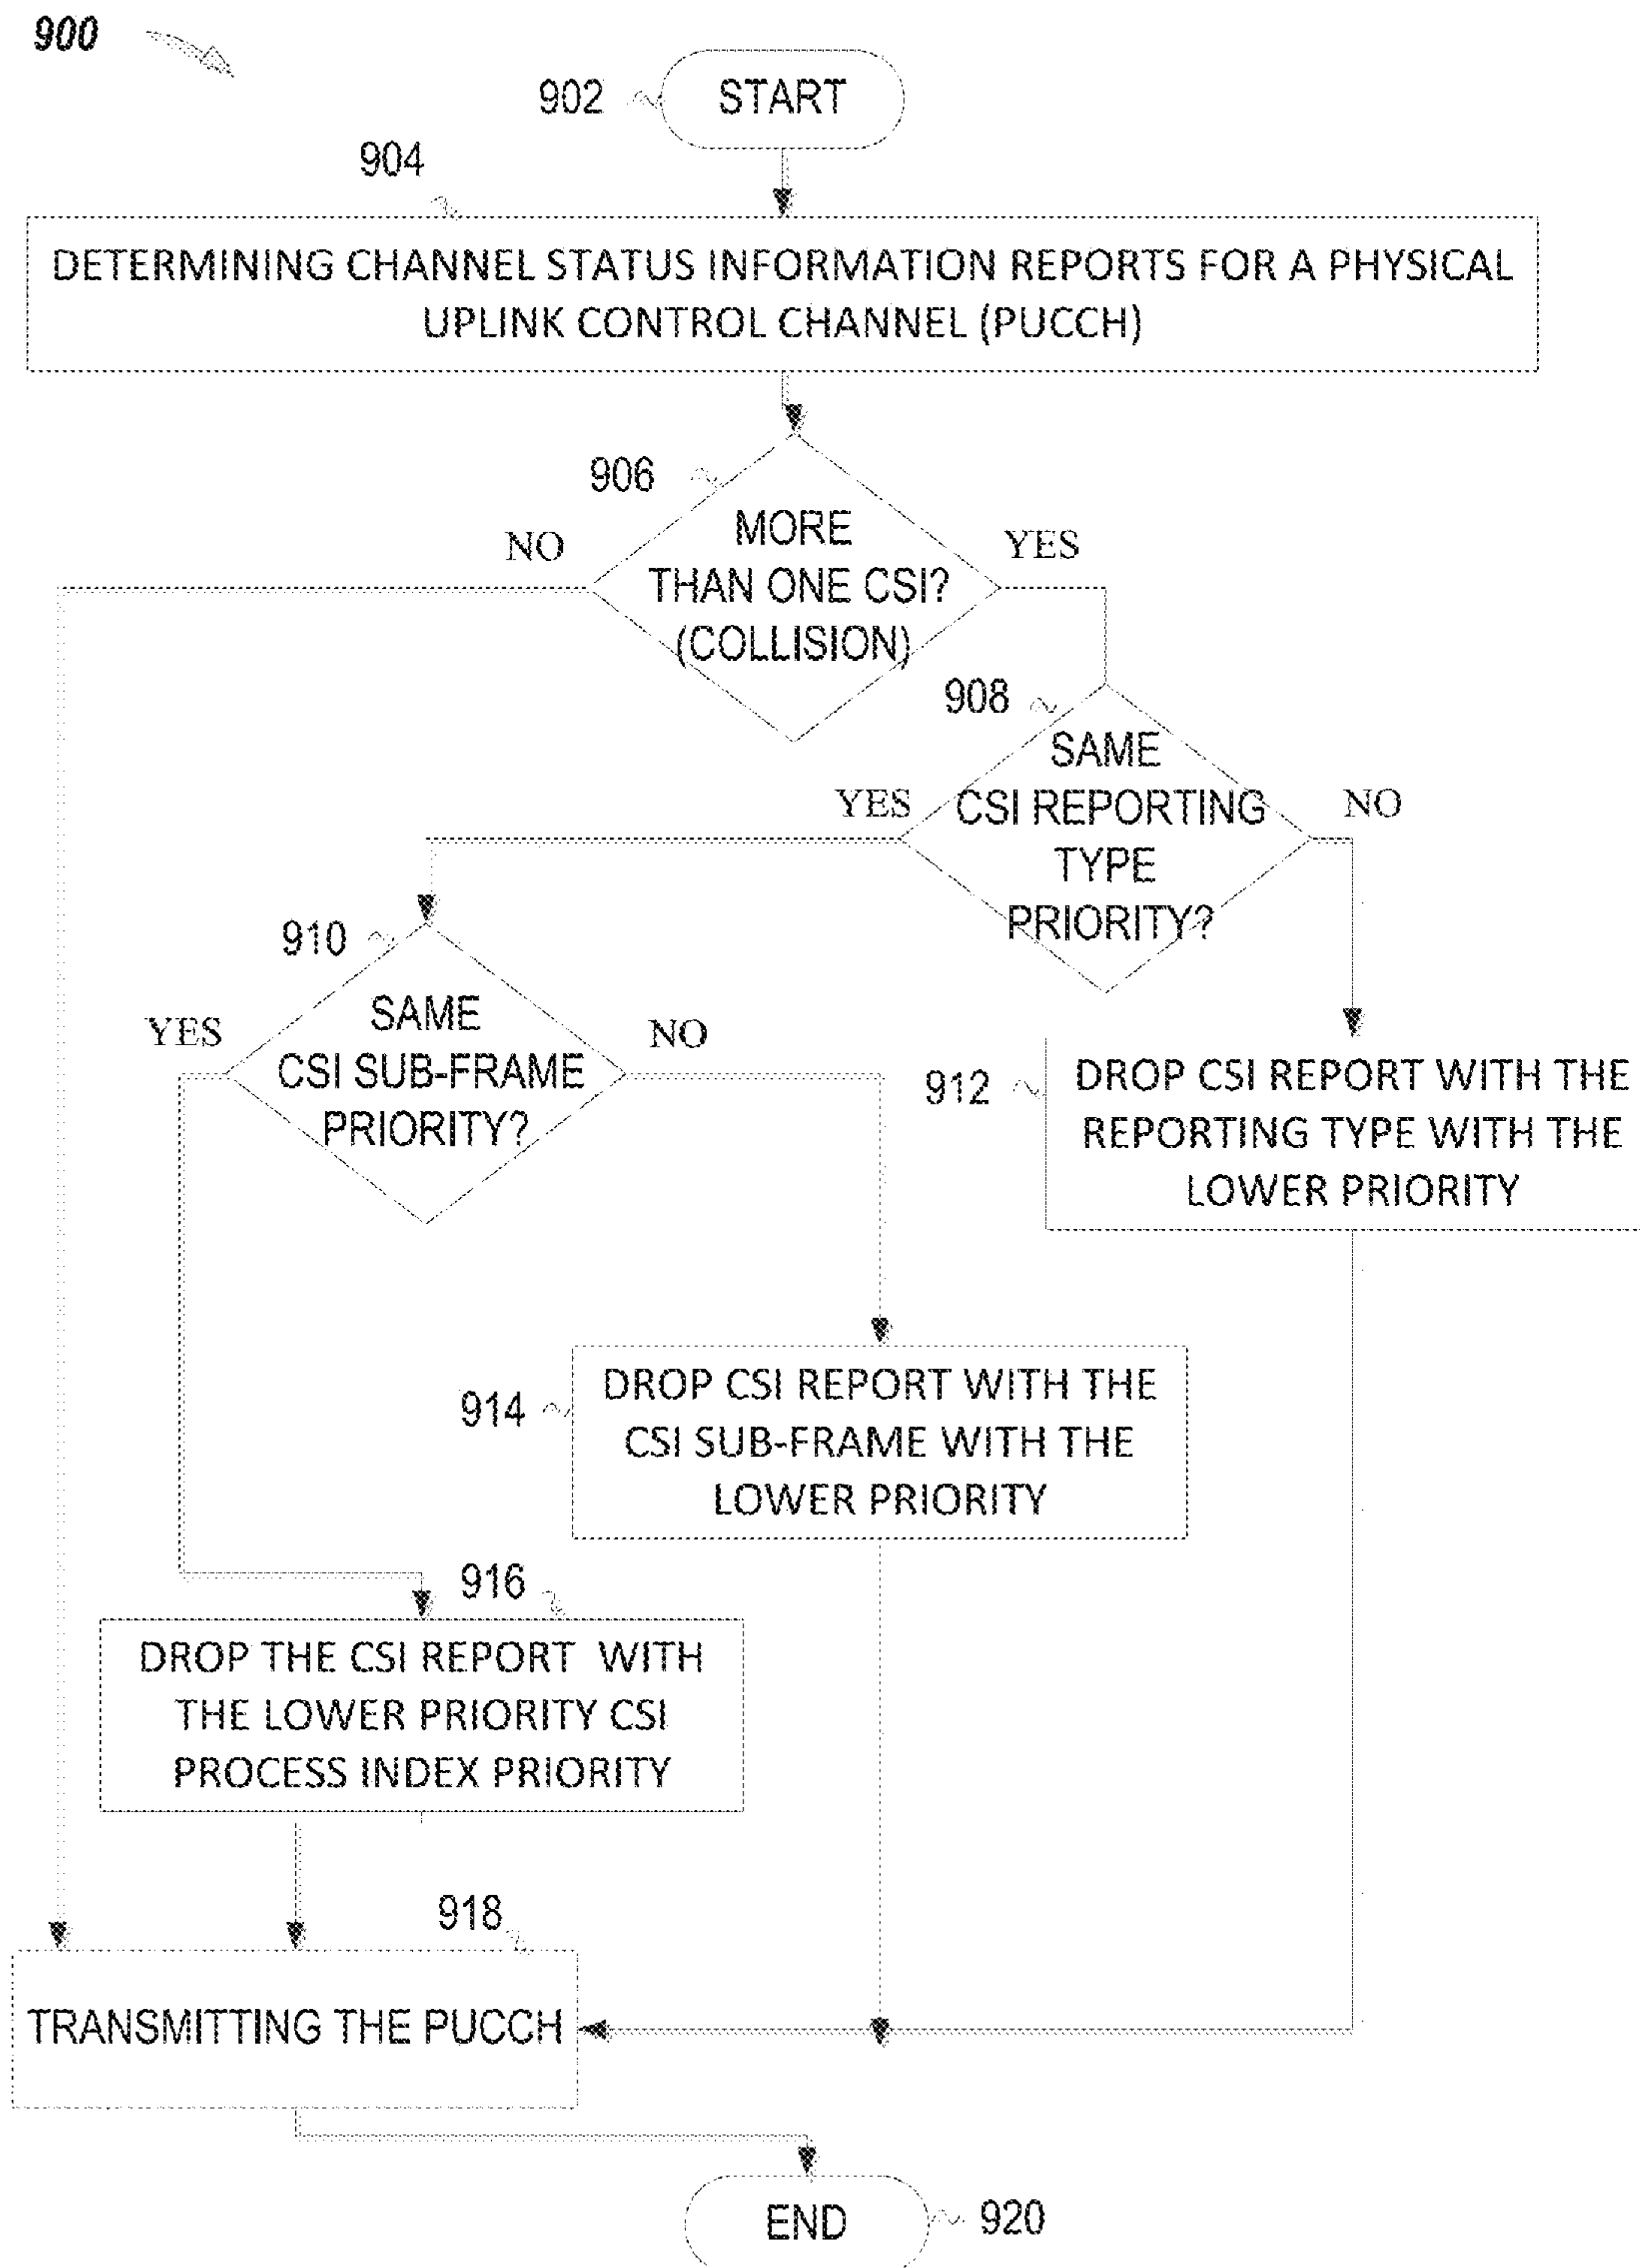 900
902
START
904
DETERMINING CHANNEL STATUS INFORMATION REPORTS FOR A PHYSICAL
UPLINK CONTROL CHANNEL (PUCCH)
906
NO
YES
MORE
THAN ONE CSI?
(COLLISION)
908
YES
NO
SAME
CSI REPORTING
TYPE
PRIORITY?
910
YES
NO
SAME
CSI SUB-FRAME
PRIORITY?
912
DROP CSI REPORT WITH THE
REPORTING TYPE WITH THE
LOWER PRIORITY
914
DROP CSI REPORT WITH THE
CSI SUB-FRAME WITH THE
LOWER PRIORITY
916
DROP THE CSI REPORT WITH
THE LOWER PRIORITY CSI
PROCESS INDEX PRIORITY
918
TRANSMITTING THE PUCCH
END
920